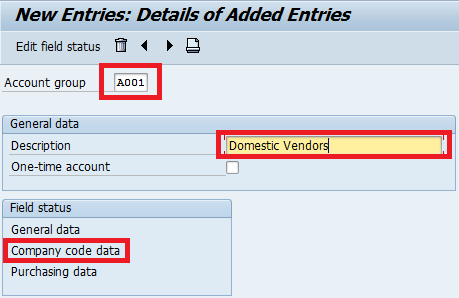 New Entries: Details of Added Entries
Edit field status
Account group A001
General data
Description Domestic Vendors
One-time account
Field status
General data
Company code data
Purchasing data